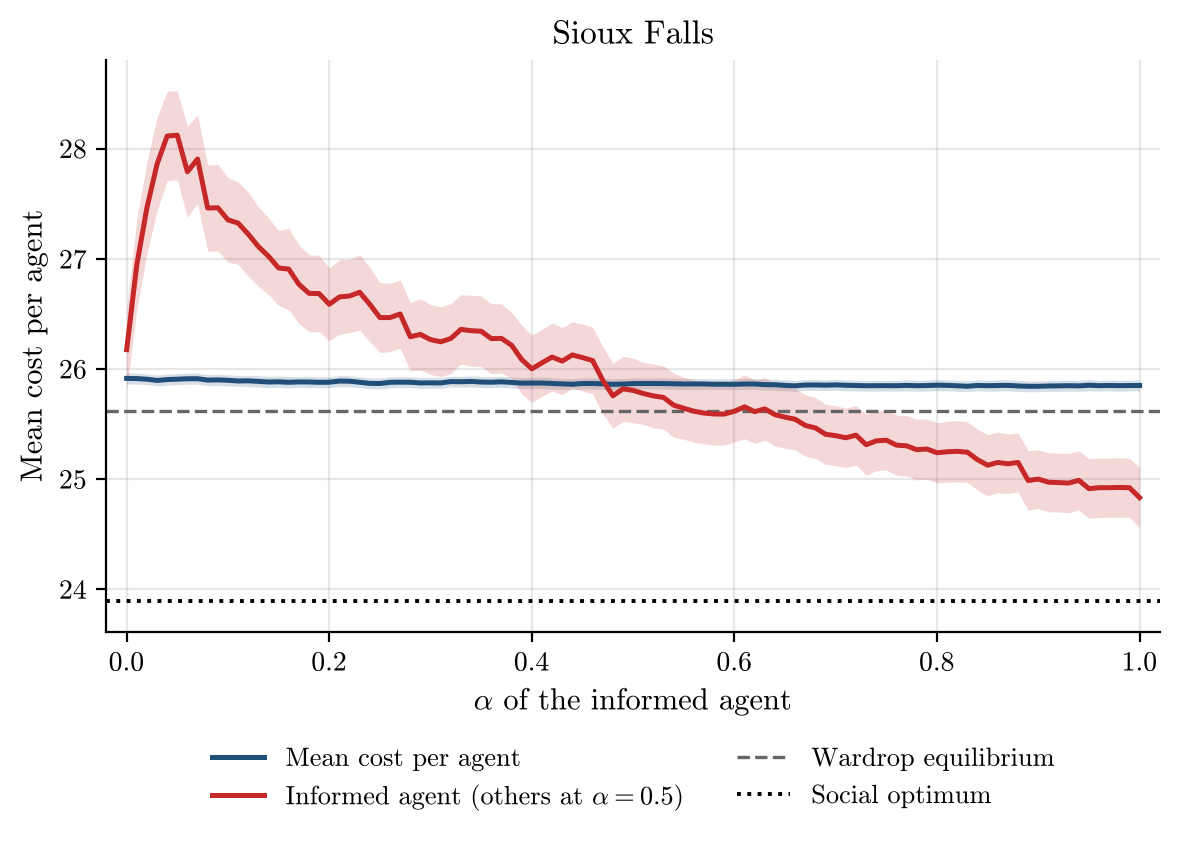 Sioux Falls
Mean cost per agent
28
27
26
25
24
0.0 0.2 0.4 0.6 0.8 1.0
α of the informed agent
Mean cost per agent
Informed agent (others at α = 0.5)
Wardrop equilibrium
Social optimum